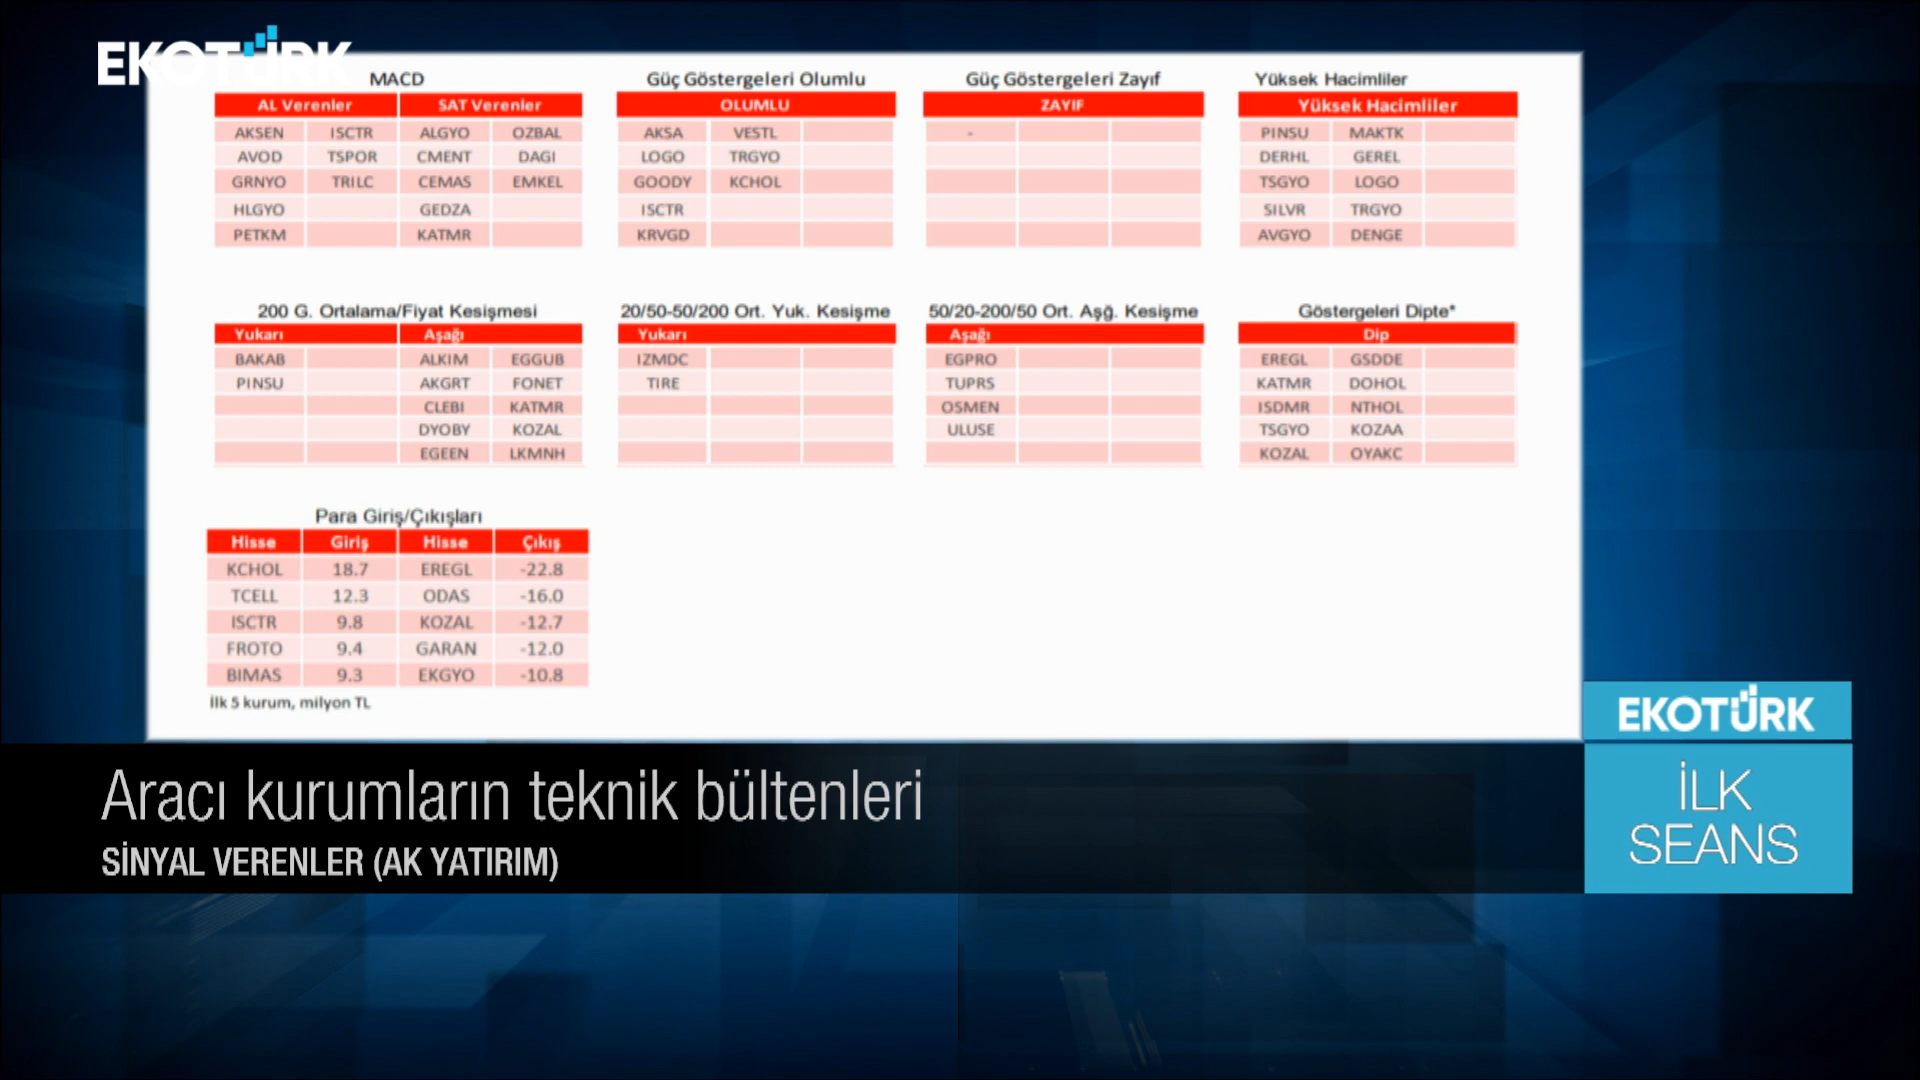 EKOTÜRK
MACD
AL Verenler SAT Verenler
AKSEN ISCTR ALGYO OZBAL
AVOD TSPOR CMENT DAGI
GRNYO TRILC CEMAS EMKEL
HLGYO GEDZA
PETKM KATMR
Güç Göstergeleri Olumlu
OLUMLU
AKSA VESTL
LOGO TRGYO
GOODY KCHOL
ISCTR
KRVGD
Güç Göstergeleri Zayıf
ZAYIF
-
Yüksek Hacimliler
Yüksek Hacimliler
PINSU MAKTK
DERHL GEREL
TSGYO LOGO
SILVR TRGYO
AVGYO DENGE
200 G. Ortalama/Fiyat Kesişmesi
Yukarı Aşağı
BAKAB ALKIM EGGUB
PINSU AKGRT FONET
CLEBI KATMR
DYOBY KOZAL
EGEEN LKMNH
20/50-50/200 Ort. Yuk. Kesişme
Yukarı
IZMDC
TIRE
50/20-200/50 Ort. Aşğ. Kesişme
Aşağı
EGPRO
TUPRS
OSMEN
ULUSE
Göstergeleri Dipte*
Dip
EREGL GSDDE
KATMR DOHOL
ISDMR NTHOL
TSGYO KOZAA
KOZAL OYAKC
Para Giriş/Çıkışları
Hisse Giriş Hisse Çıkış
KCHOL 18.7 EREGL -22.8
TCELL 12.3 ODAS -16.0
ISCTR 9.8 KOZAL -12.7
FROTO 9.4 GARAN -12.0
BIMAS 9.3 EKGYO -10.8
İlk 5 kurum, milyon TL
EKOTÜRK
İLK
SEANS
Aracı kurumların teknik bültenleri
SİNYAL VERENLER (AK YATIRIM)